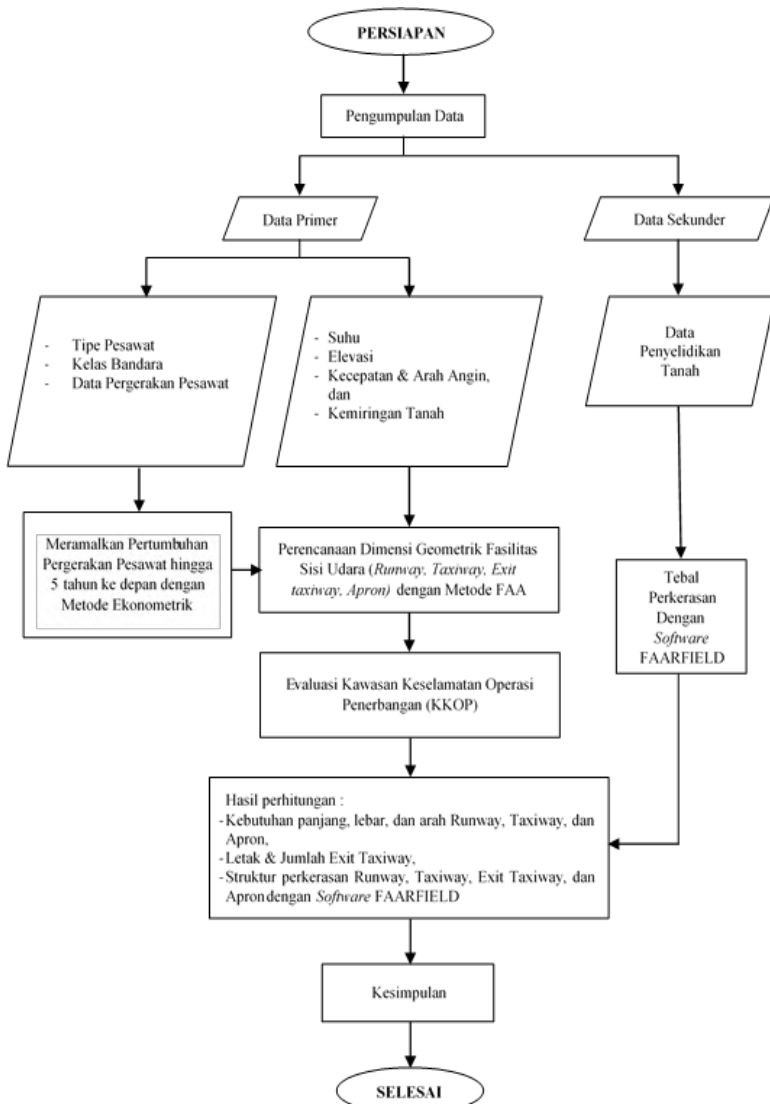 PERSIAPAN
Pengumpulan Data
Data Primer
Data Sekunder
- Tipe Pesawat
- Kelas Bandara
- Data Pergerakan Pesawat
- Suhu
- Elevasi
- Kecepatan & Arah Angin,
dan
- Kemiringan Tanah
Data
Penyelidikan
Tanah
Meramalkan Pertumbuhan
Pergerakan Pesawat hingga
5 tahun ke depan dengan
Metode Ekonometrik
Perencanaan Dimensi Geometrik Fasilitas
Sisi Udara (Runway, Taxiway, Exit
taxiway, Apron) dengan Metode FAA
Tebal
Perkerasan
Dengan
Software
FAARFIELD
Evaluasi Kawasan Keselamatan Operasi
Penerbangan (KKOP)
Hasil perhitungan :
-Kebutuhan panjang, lebar, dan arah Runway, Taxiway, dan
Apron,
-Letak & Jumlah Exit Taxiway,
-Struktur perkerasan Runway, Taxiway, Exit Taxiway, dan
Aprondengan Software FAARFIELD
Kesimpulan
SELESAI